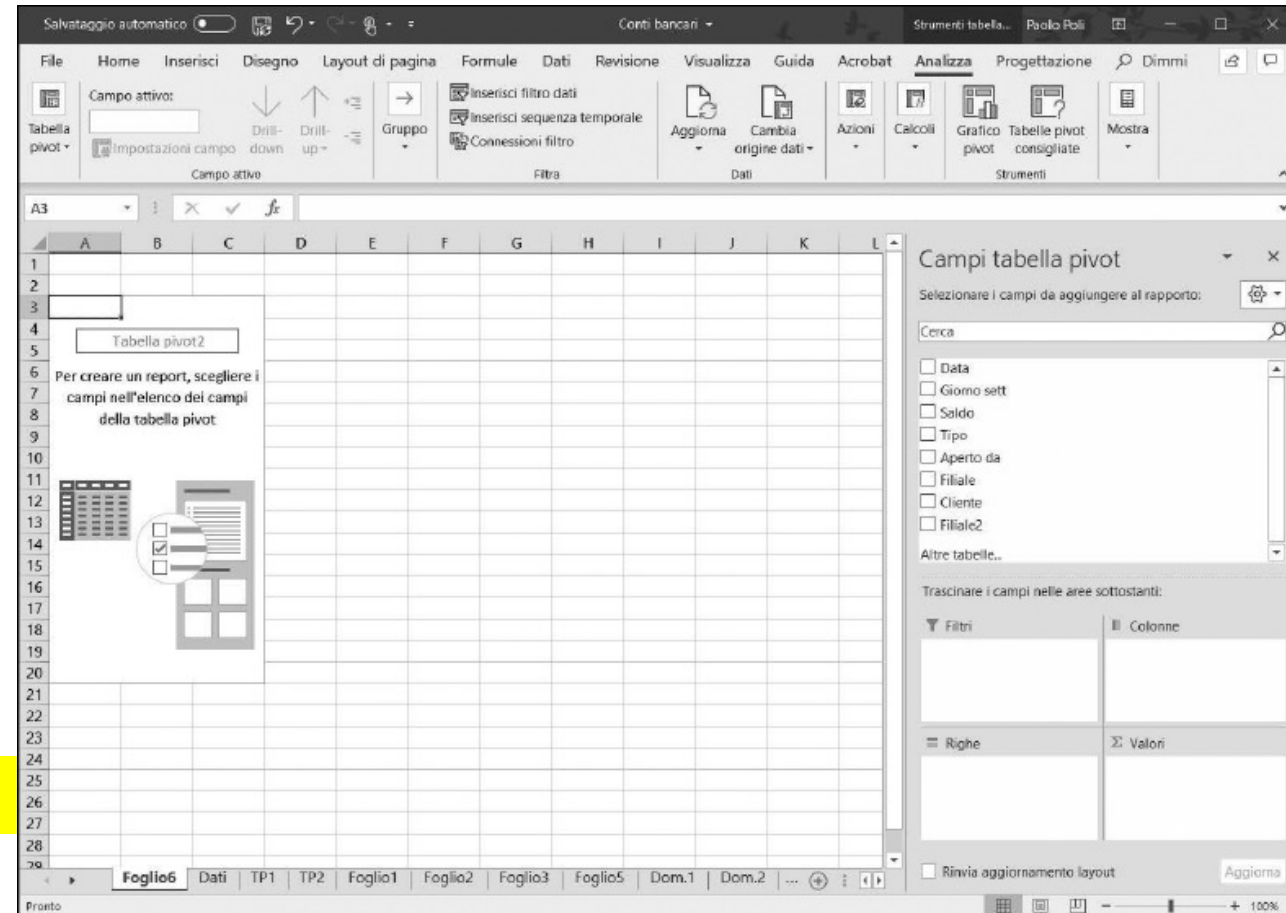 Salvataggio automatico
Conti bancari
Strumenti tabella...
Paolo Poli
File Home Inserisci Disegno Layout di pagina Formule Dati Revisione Visualizza Guida Acrobat Analizza Progettazione Dimmi
Tabella pivot
Campo attivo:
Impostazioni campo
Drill-down
Drill-up
Campo attivo
Gruppo
Inserisci filtro dati
Inserisci sequenza temporale
Connessioni filtro
Filtra
Aggiorna
Cambia origine dati
Dati
Azioni
Calcoli
Grafico pivot
Tabelle pivot consigliate
Strumenti
Mostra
A3
fx
A B C D E F G H I J K L
1
2
3
4
5
6
7
8
9
10
11
12
13
14
15
16
17
18
19
20
21
22
23
24
25
26
27
28
29
Tabella pivot2
Per creare un report, scegliere i
campi nell'elenco dei campi
della tabella pivot
Campi tabella pivot
Selezionare i campi da aggiungere al rapporto:
Cerca
Data
Giorno sett
Saldo
Tipo
Aperto da
Filiale
Cliente
Filiale2
Altre tabelle...
Trascinare i campi nelle aree sottostanti:
Filtri
Colonne
Righe
Σ Valori
Rinvia aggiornamento layout
Aggiorna
Foglio6 Dati TP1 TP2 Foglio1 Foglio2 Foglio3 Foglio5 Dom.1 Dom.2 ...
Pronto
100%